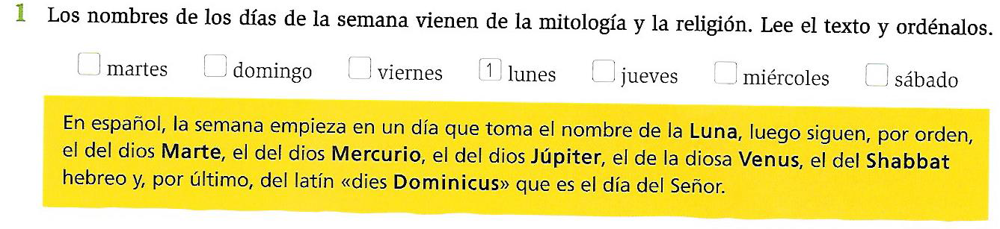 1 Los nombres de los días de la semana vienen de la mitología y la religión. Lee el texto y ordénalos.
martes domingo viernes 1 lunes jueves miércoles sábado
En español, la semana empieza en un día que toma el nombre de la Luna, luego siguen, por orden,
el del dios Marte, el del dios Mercurio, el del dios Júpiter, el de la diosa Venus, el del Shabbat
hebreo y, por último, del latín «dies Dominicus» que es el día del Señor.